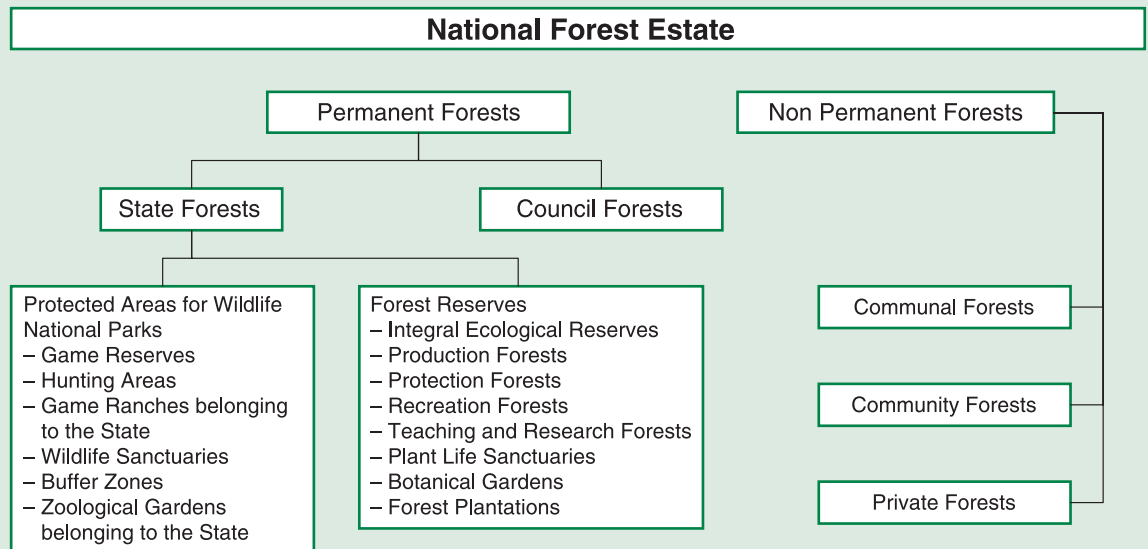 National Forest Estate
Permanent Forests
Non Permanent Forests
State Forests
Council Forests
Protected Areas for Wildlife
National Parks
– Game Reserves
– Hunting Areas
– Game Ranches belonging
to the State
– Wildlife Sanctuaries
– Buffer Zones
– Zoological Gardens
belonging to the State
Forest Reserves
– Integral Ecological Reserves
– Production Forests
– Protection Forests
– Recreation Forests
– Teaching and Research Forests
– Plant Life Sanctuaries
– Botanical Gardens
– Forest Plantations
Communal Forests
Community Forests
Private Forests